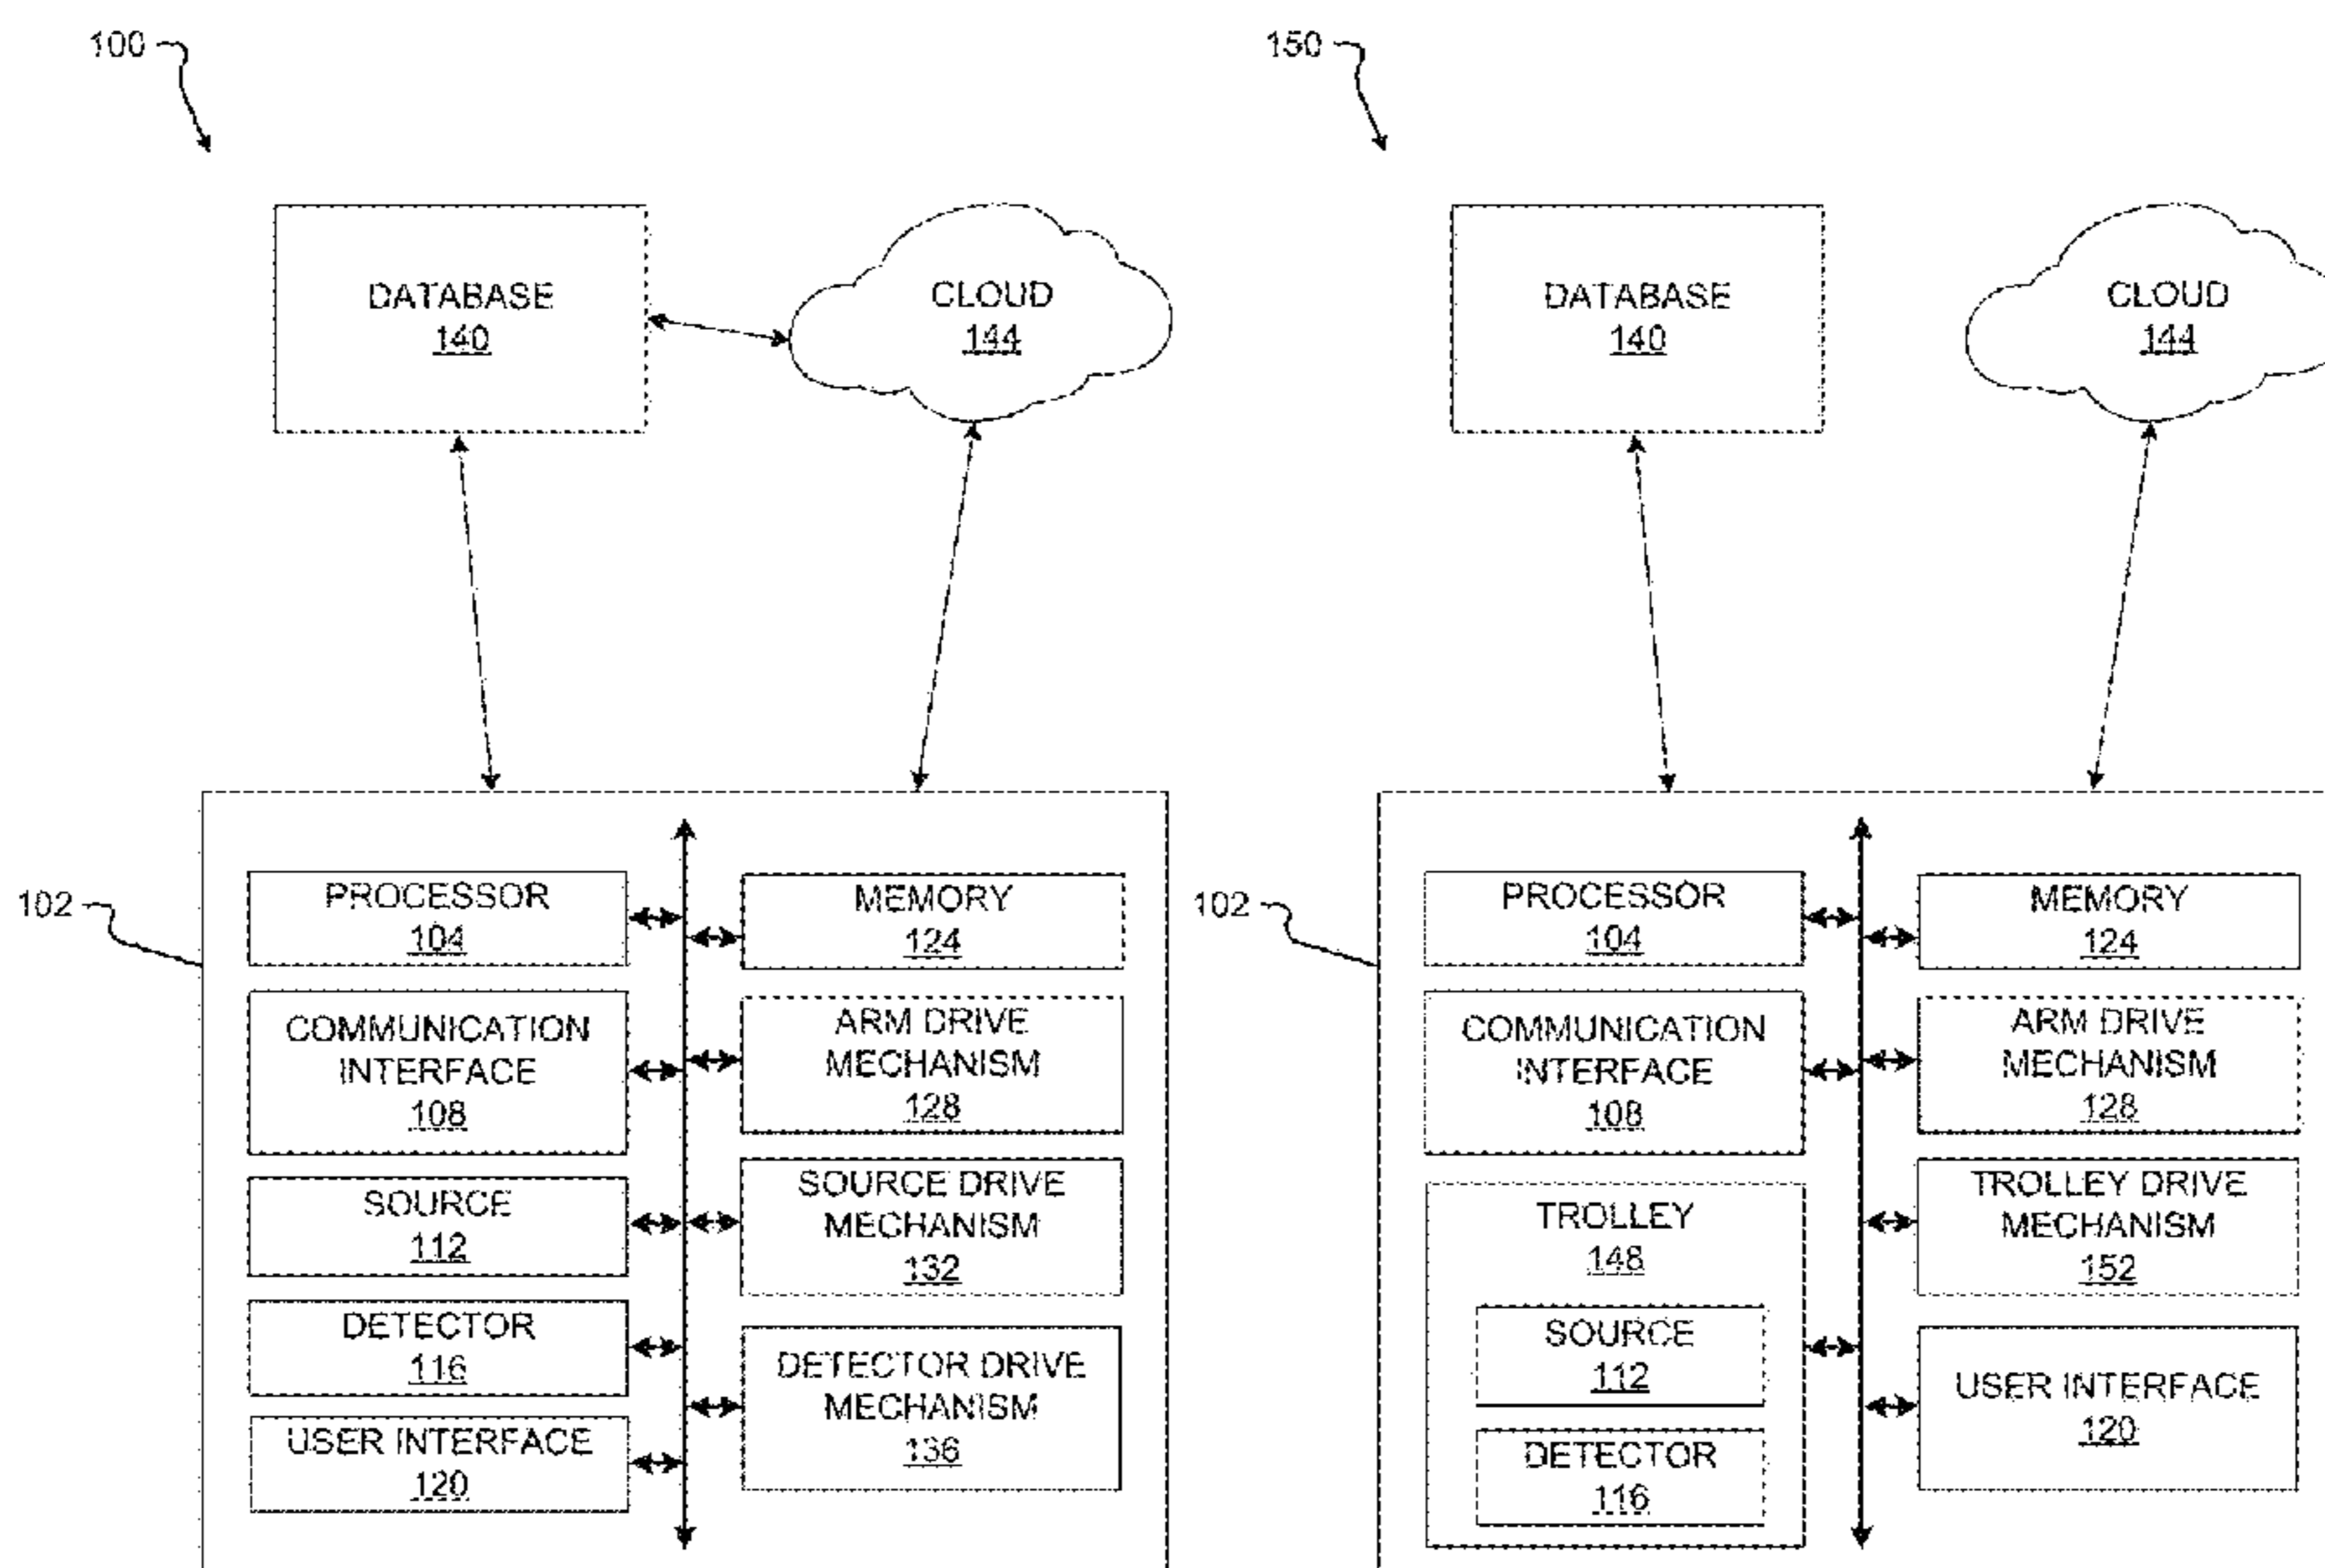 100
DATABASE
140
CLOUD
144
102
PROCESSOR
104
MEMORY
124
COMMUNICATION
INTERFACE
108
ARM DRIVE
MECHANISM
128
SOURCE
112
SOURCE DRIVE
MECHANISM
132
DETECTOR
116
DETECTOR DRIVE
MECHANISM
136
USER INTERFACE
120
150
DATABASE
140
CLOUD
144
102
PROCESSOR
104
MEMORY
124
COMMUNICATION
INTERFACE
108
ARM DRIVE
MECHANISM
128
TROLLEY
148
TROLLEY DRIVE
MECHANISM
152
SOURCE
112
DETECTOR
116
USER INTERFACE
120